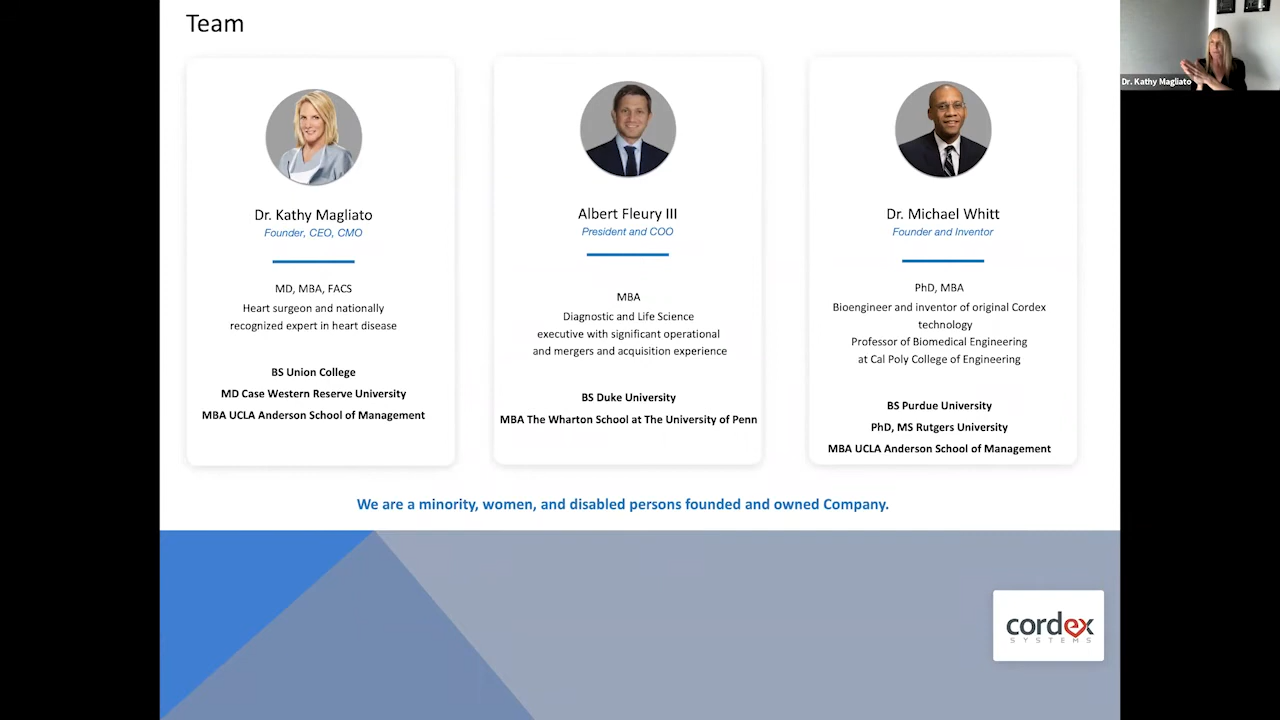 Team
Dr. Kathy Magliato
Founder, CEO, CMO
MD, MBA, FACS
Heart surgeon and nationally
recognized expert in heart disease
BS Union College
MD Case Western Reserve University
MBA UCLA Anderson School of Management
Albert Fleury III
President and COO
MBA
Diagnostic and Life Science
executive with significant operational
and mergers and acquisition experience
BS Duke University
MBA The Wharton School at The University of Penn
Dr. Michael Whitt
Founder and Inventor
PhD, MBA
Bioengineer and inventor of original Cordex
technology
Professor of Biomedical Engineering
at Cal Poly College of Engineering
BS Purdue University
PhD, MS Rutgers University
MBA UCLA Anderson School of Management
We are a minority, women, and disabled persons founded and owned Company.
cordex
SYSTEMS
Dr. Kathy Magliato